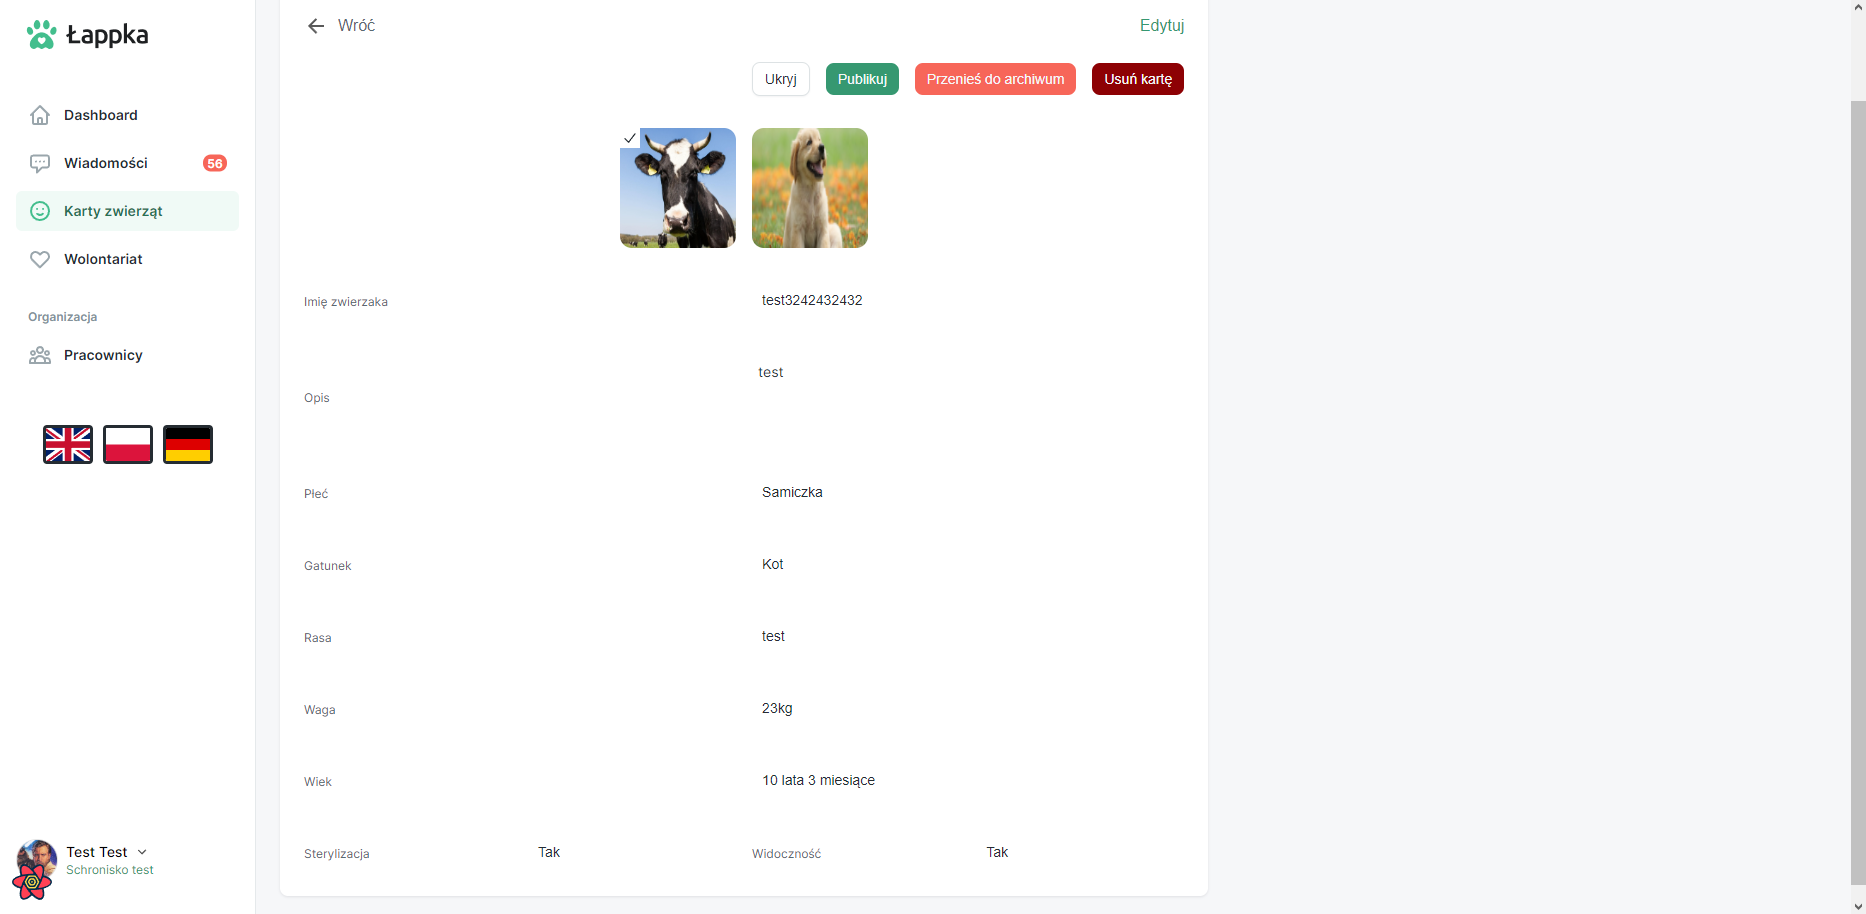 Łappka
Dashboard
Wiadomości 56
Karty zwierząt
Wolontariat
Organizacja
Pracownicy
Test Test
Schronisko test
Wróć
Edytuj
Ukryj Publikuj Przenieś do archiwum Usuń kartę
Imię zwierzaka test3242432432
Opis test
Płeć Samiczka
Gatunek Kot
Rasa test
Waga 23kg
Wiek 10 lata 3 miesiące
Sterylizacja Tak Widoczność Tak